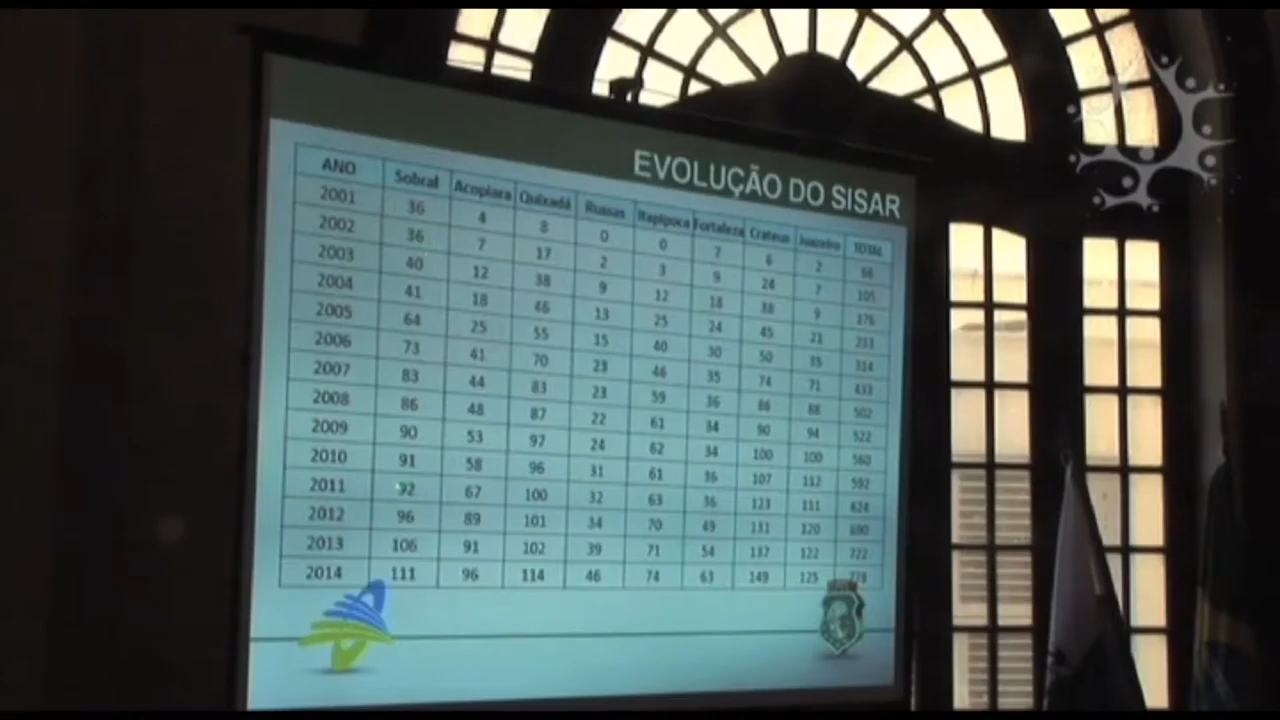 EVOLUÇÃO DO SISAR
ANO Sobral Acopiara Quixadá Russas Itapipoca Fortaleza Crateus Juazeiro TOTAL
2001 36 4 8 0 0 7 6 2
2002 36 7 17 2 3 9 24 7 105
2003 40 12 38 9 12 18 38 9 176
2004 41 18 46 13 25 24 45 21 233
2005 64 25 55 15 40 30 50 35 314
2006 73 41 70 23 46 35 74 71 433
2007 83 44 83 23 59 36 86 88 502
2008 86 48 87 22 61 34 90 94 522
2009 90 53 97 24 62 34 100 100 560
2010 91 58 96 31 61 36 107 112 592
2011 92 67 100 32 63 36 123 111 624
2012 96 89 101 34 70 49 131 120 690
2013 106 91 102 39 71 54 137 122 722
2014 111 96 114 46 74 63 149 125 778